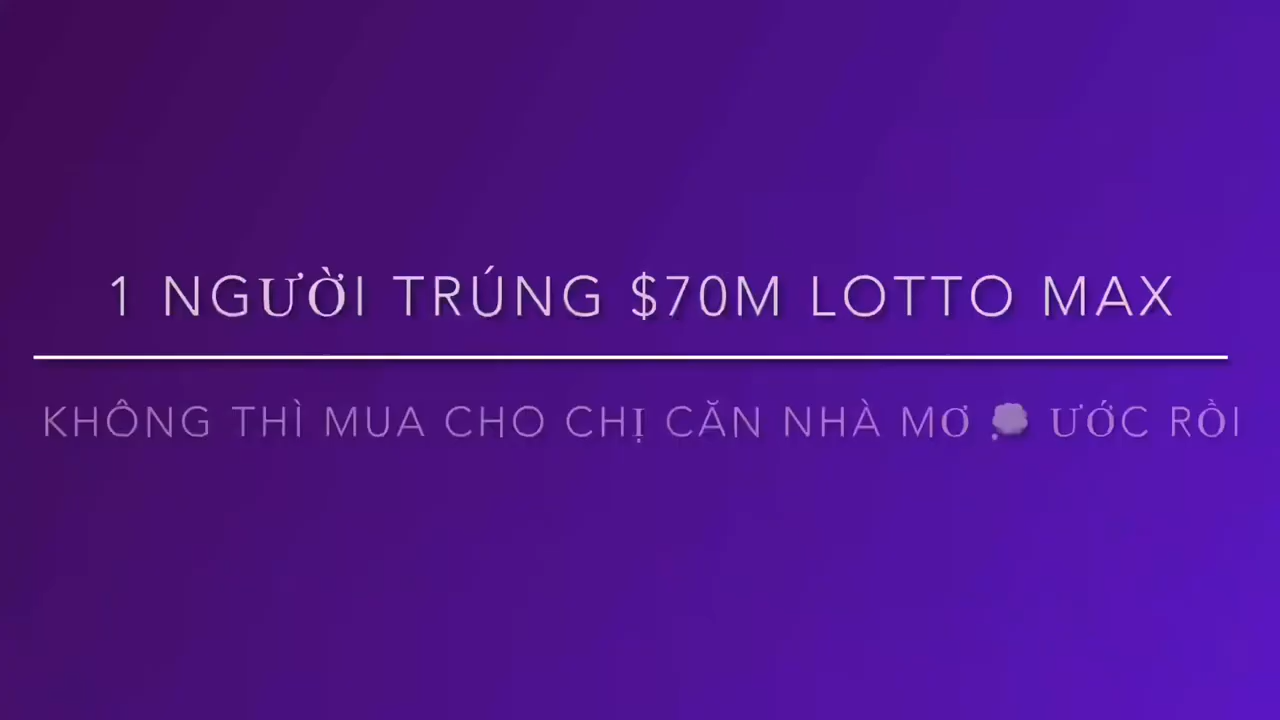 1 NGƯỜI TRÚNG $70M LOTTO MAX
KHÔNG THÌ MUA CHO CHỊ CĂN NHÀ MƠ 💭 ƯỚC RỒI